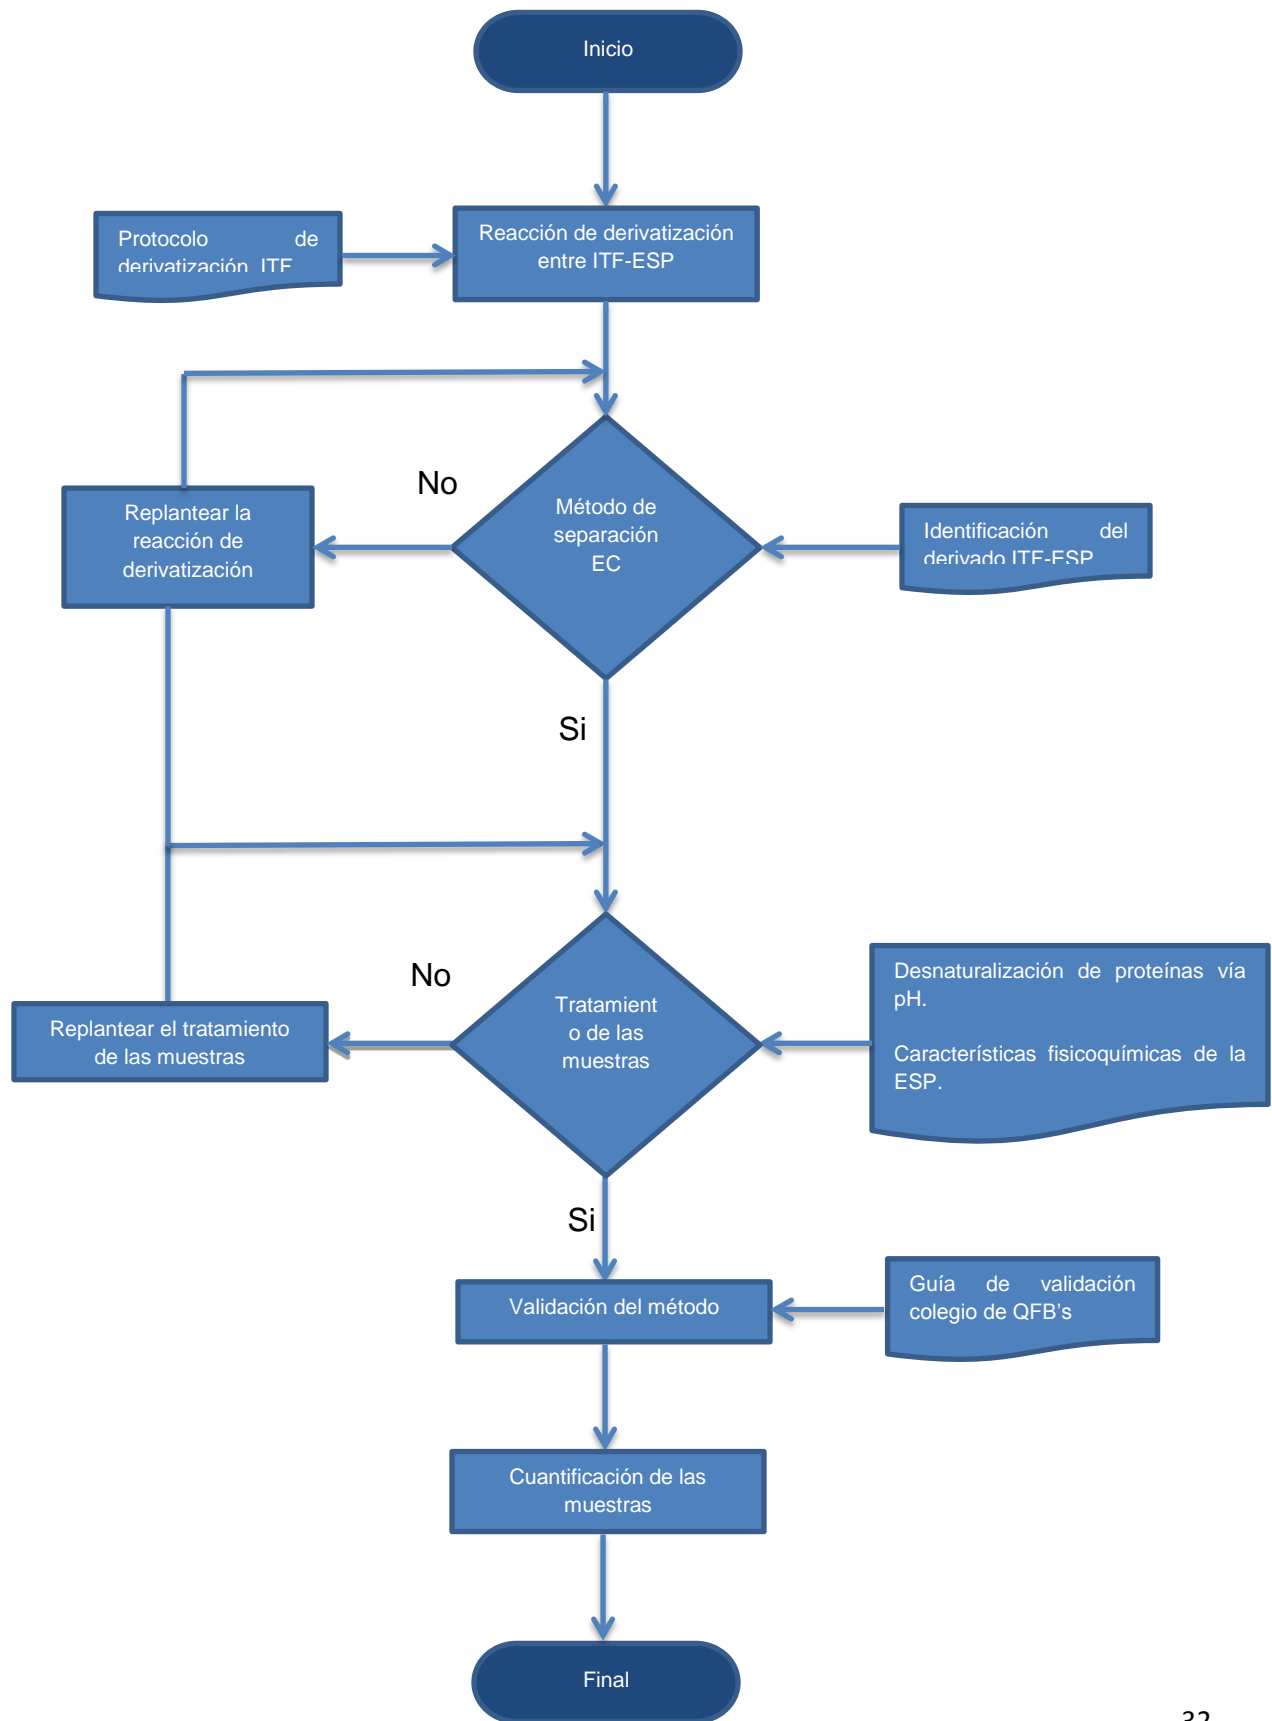 Inicio
Protocolo de
derivatización ITF
Reacción de derivatización
entre ITF-ESP
No
Replantear la
reacción de
derivatización
Método de
separación
EC
Identificación del
derivado ITF-ESP
Si
No
Replantear el tratamiento
de las muestras
Tratamient
o de las
muestras
Desnaturalización de proteínas vía
pH.
Características fisicoquímicas de la
ESP.
Si
Validación del método
Guía de validación
colegio de QFB's
Cuantificación de las
muestras
Final
32